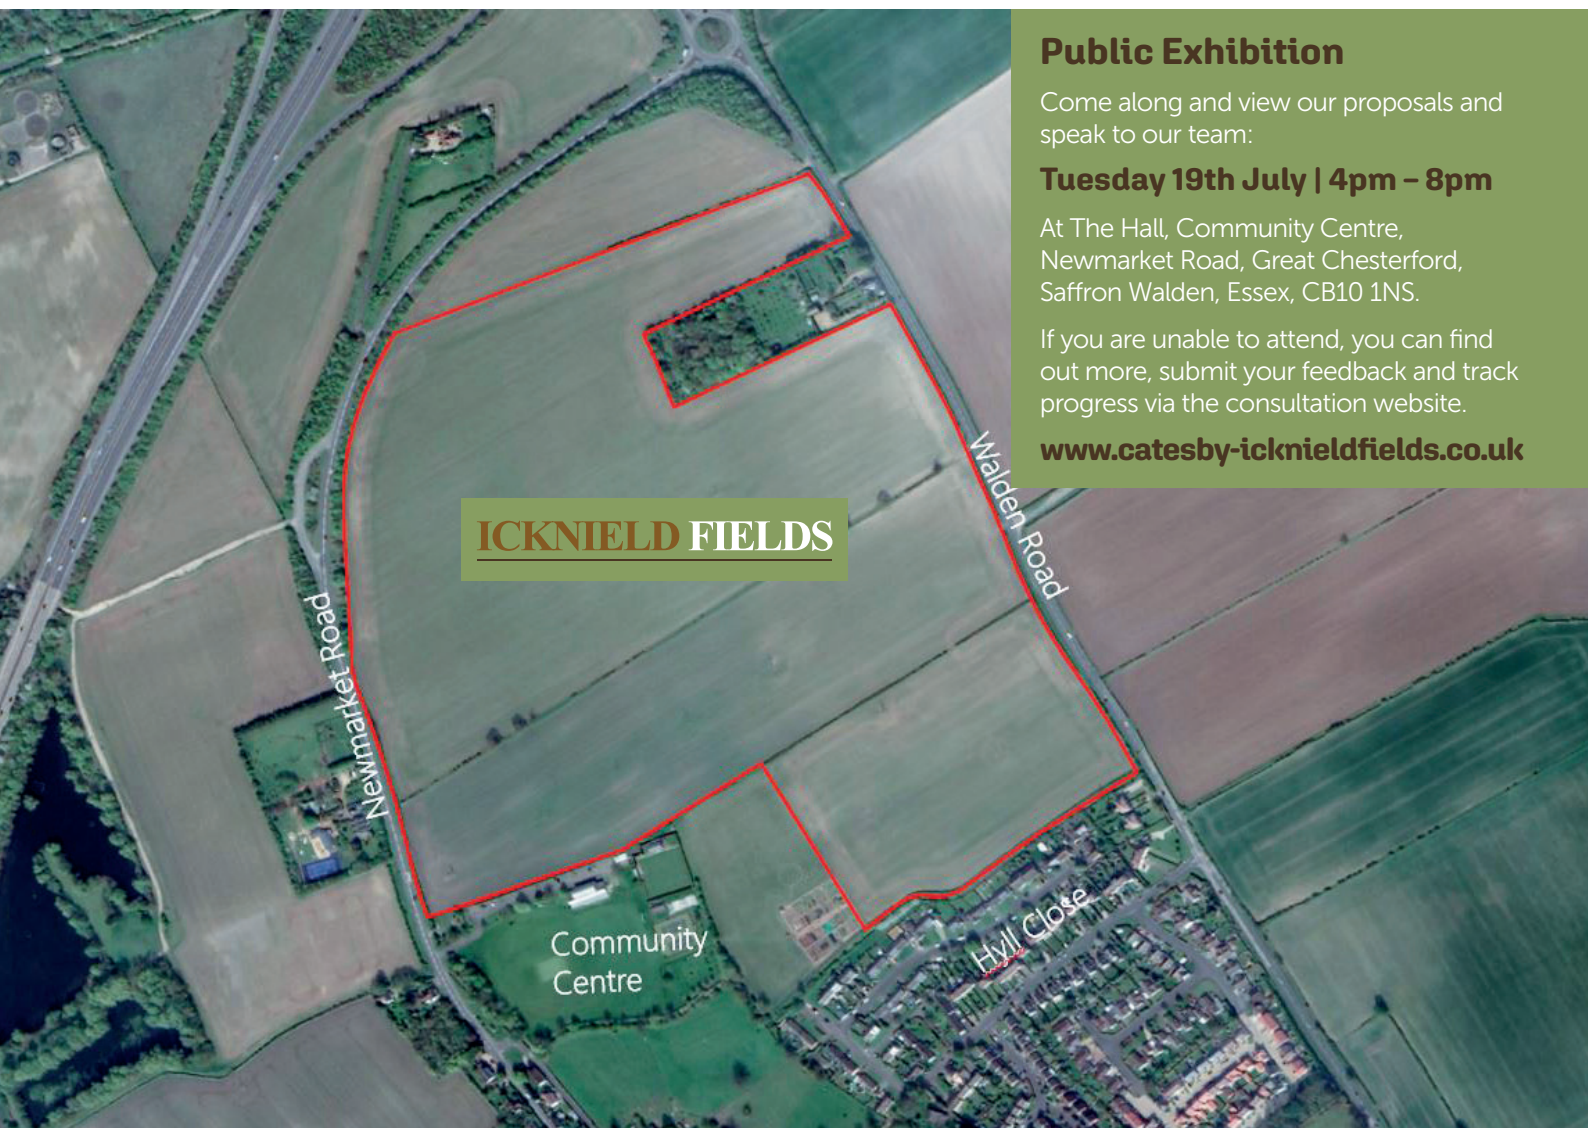 Public Exhibition
Come along and view our proposals and
speak to our team:
Tuesday 19th July | 4pm – 8pm
At The Hall, Community Centre,
Newmarket Road, Great Chesterford,
Saffron Walden, Essex, CB10 1NS.
If you are unable to attend, you can find
out more, submit your feedback and track
progress via the consultation website.
www.catesby-icknieldfields.co.uk
Walden Road
ICKNIELD FIELDS
Newmarket Road
Community
Centre
Hyll Close